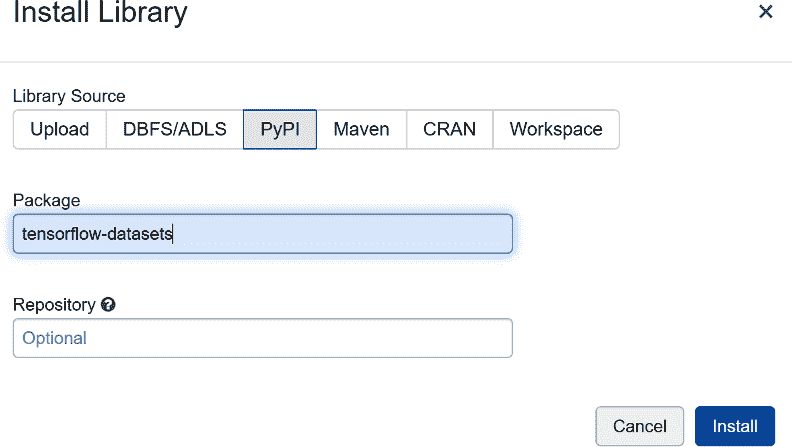 Install Library
Library Source
Upload DBFS/ADLS PyPI Maven CRAN Workspace
Package
tensorflow-datasets
Repository
Optional
Cancel Install